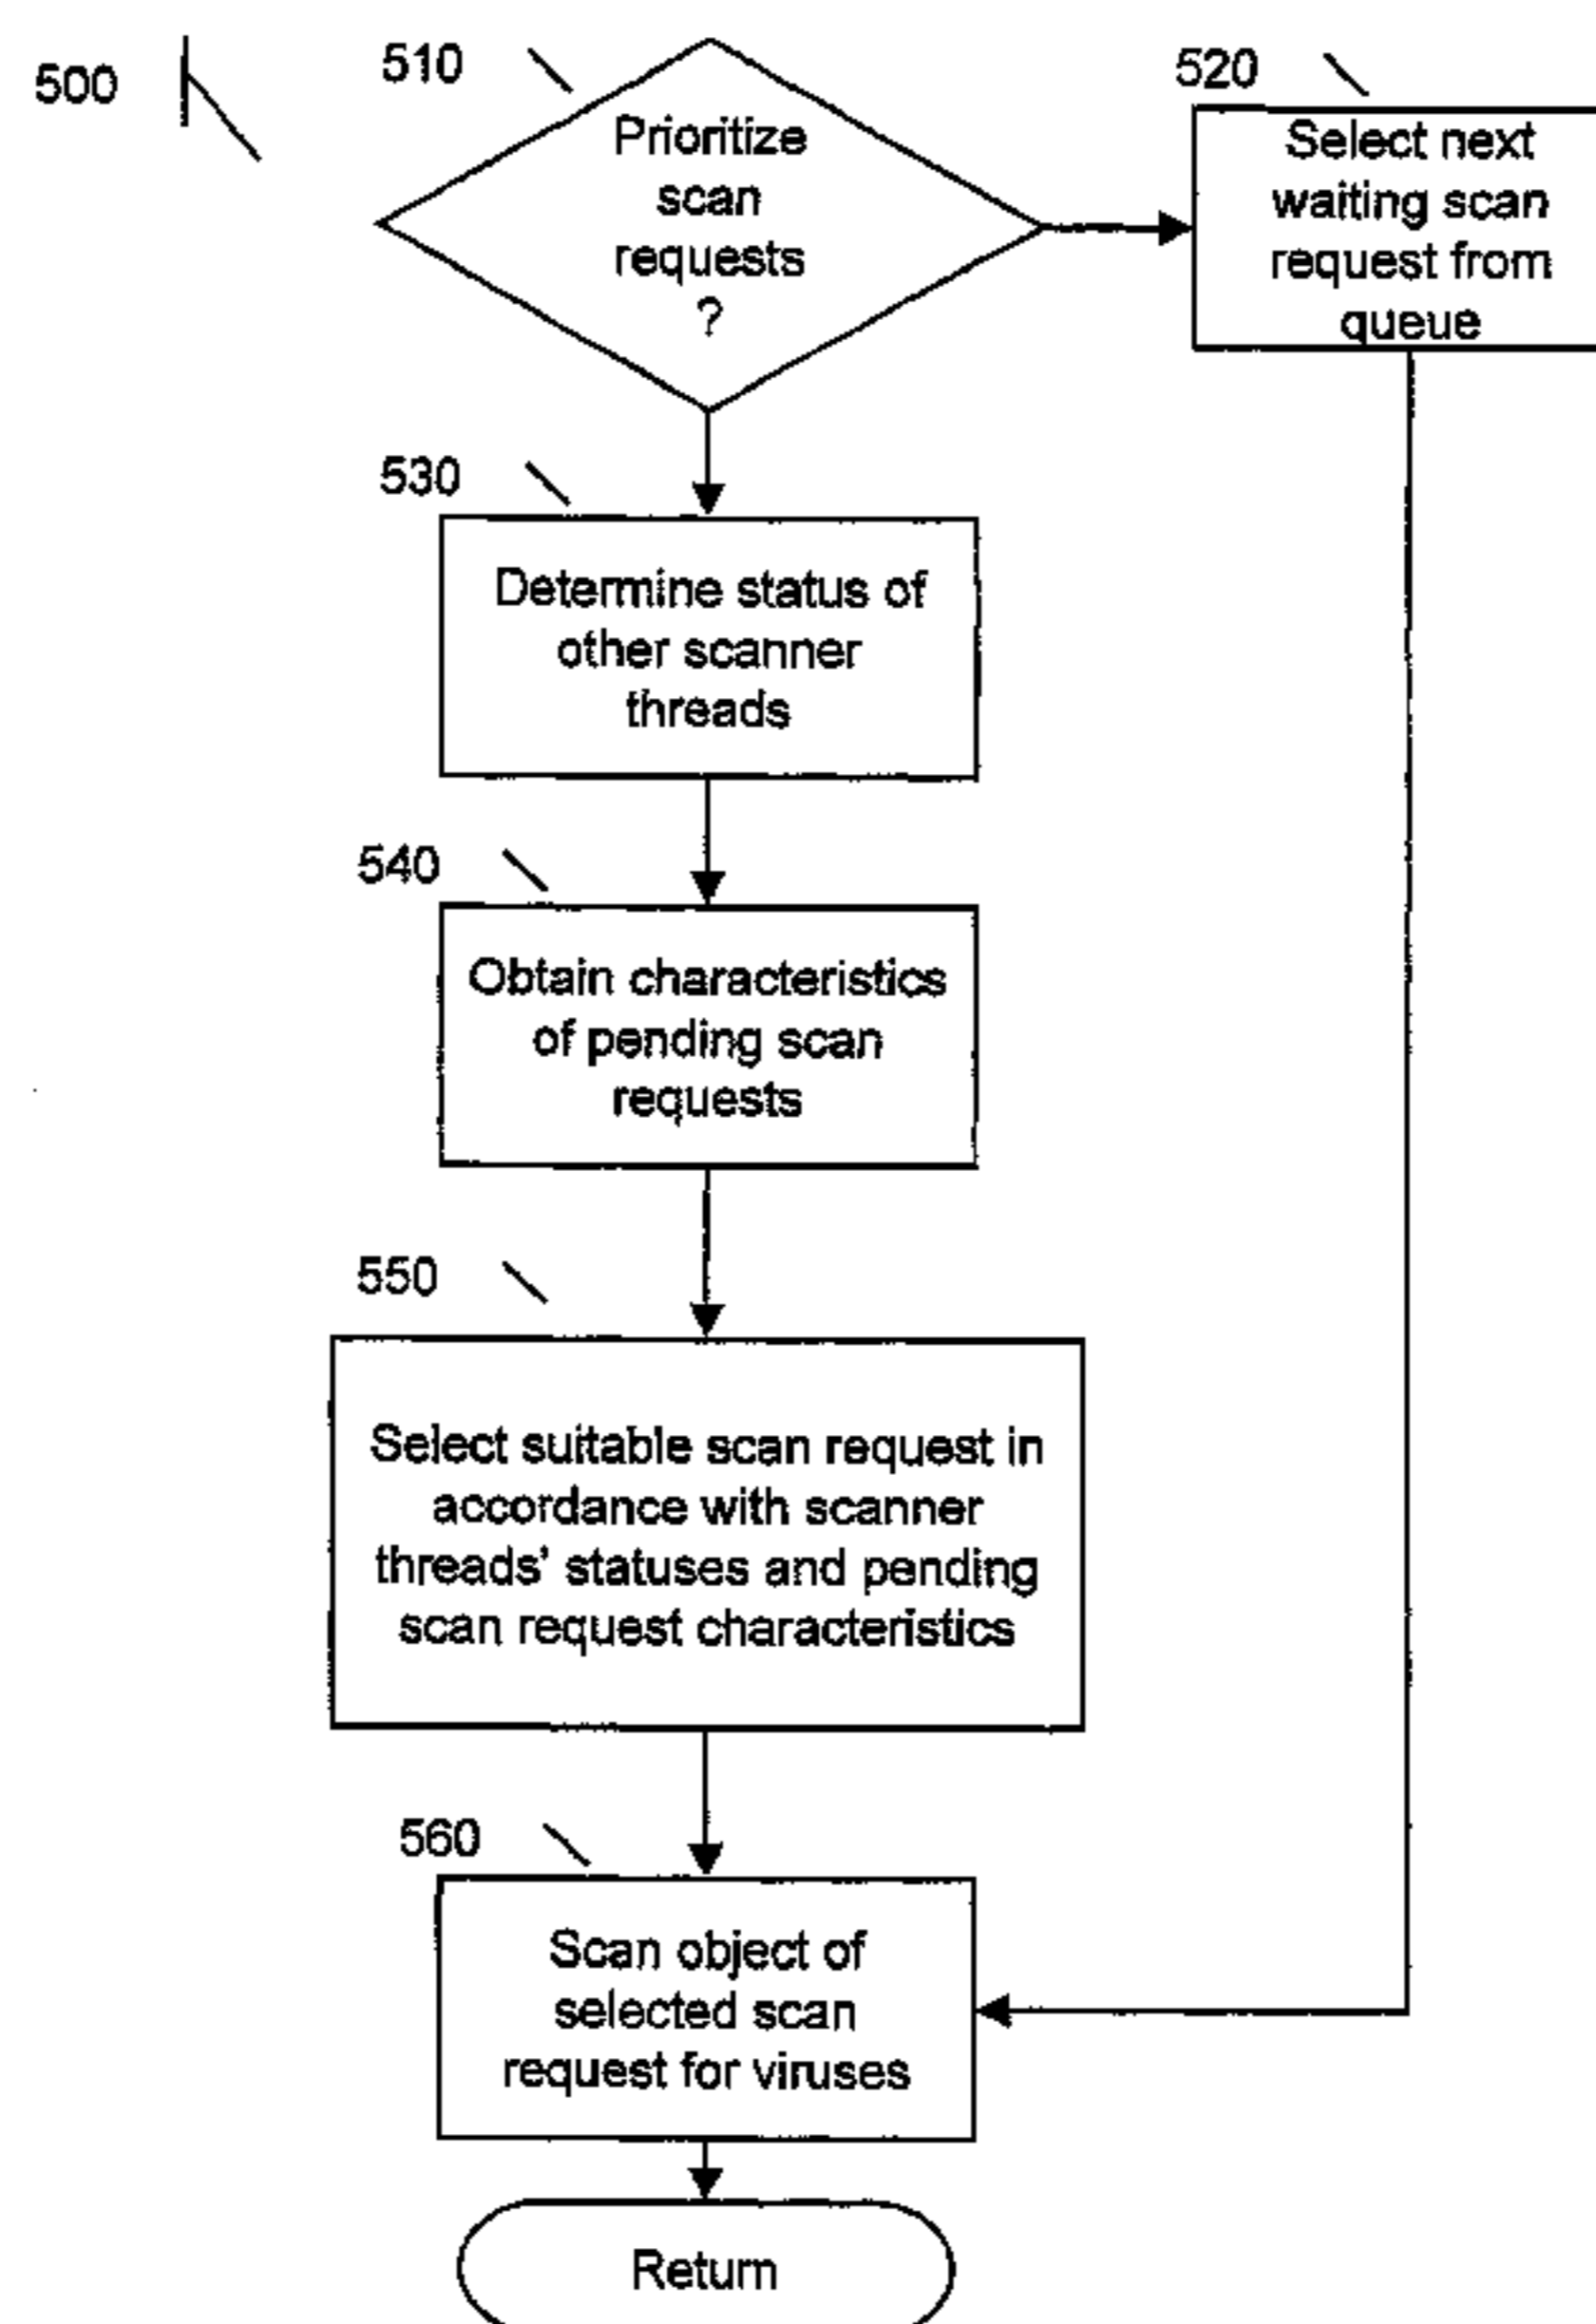 500
510
Prioritize
scan
requests
?
520
Select next
waiting scan
request from
queue
530
Determine status of
other scanner
threads
540
Obtain characteristics
of pending scan
requests
550
Select suitable scan request in
accordance with scanner
threads' statuses and pending
scan request characteristics
560
Scan object of
selected scan
request for viruses
Return